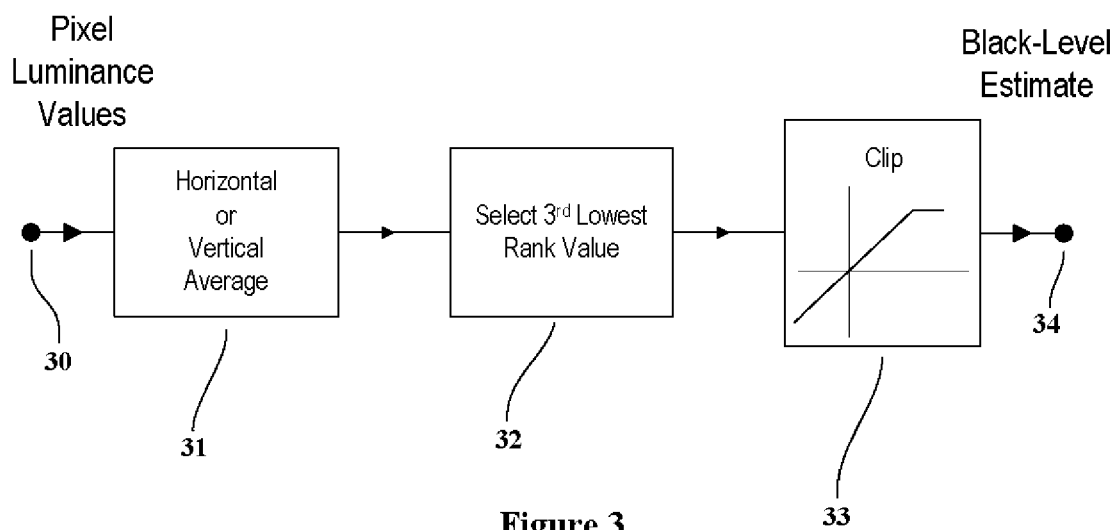 Pixel
Luminance
Values
Black-Level
Estimate
Horizontal
or
Vertical
Average
Select 3rd Lowest
Rank Value
Clip
30
31
32
33
34
Figure 3